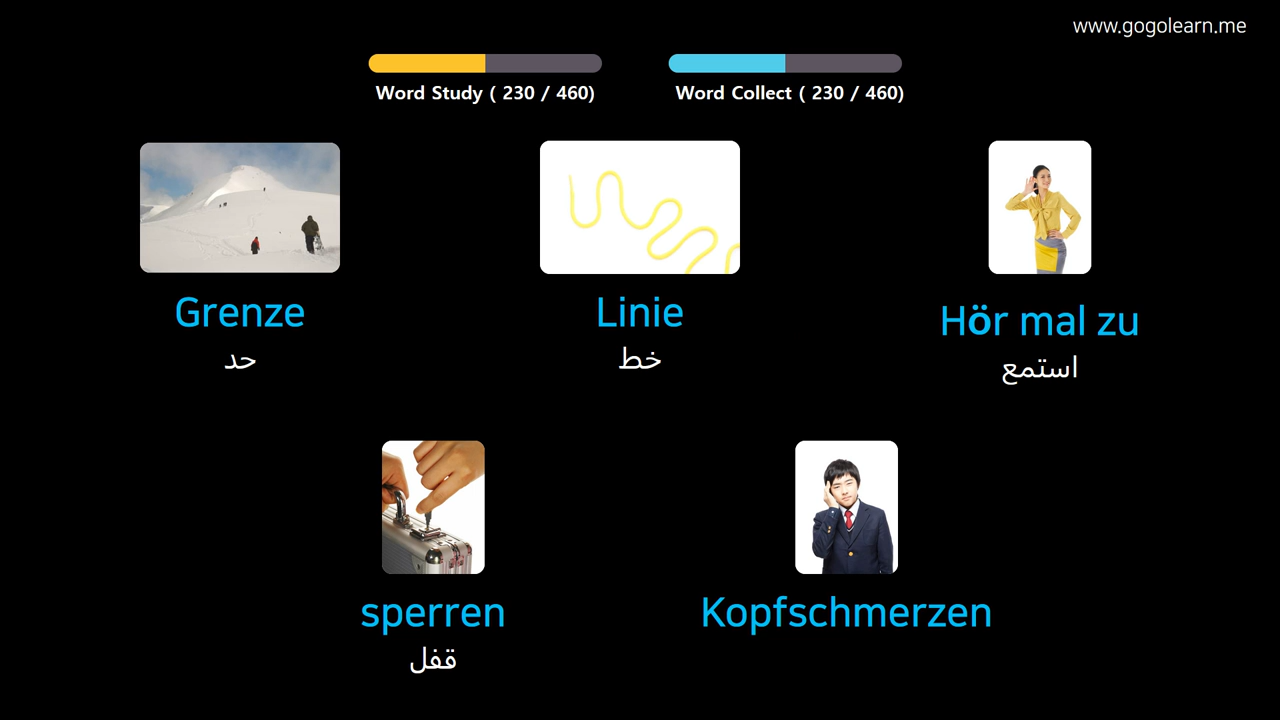 www.gogolearn.me
Word Study ( 230 / 460)
Word Collect ( 230 / 460)
Grenze
حد
Linie
خط
Hör mal zu
استمع
sperren
قفل
Kopfschmerzen